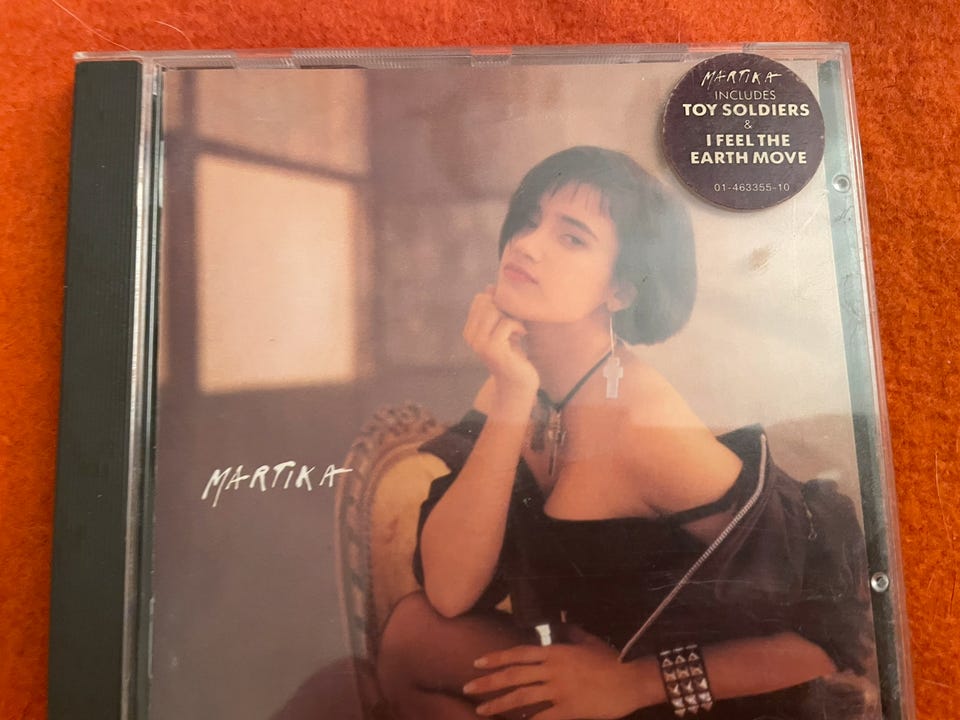 MARTIKA
INCLUDES
TOY SOLDIERS
&
I FEEL THE
EARTH MOVE
01-463355-10
MARTIKA